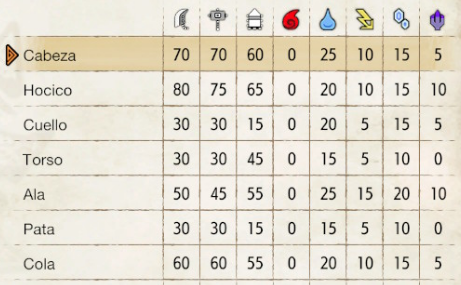 Cabeza 70 70 60 0 25 10 15 5
Hocico 80 75 65 0 20 10 15 10
Cuello 30 30 15 0 20 5 15 5
Torso 30 30 45 0 15 5 10 0
Ala 50 45 55 0 25 15 20 10
Pata 30 30 15 0 15 5 10 0
Cola 60 60 55 0 20 10 15 5